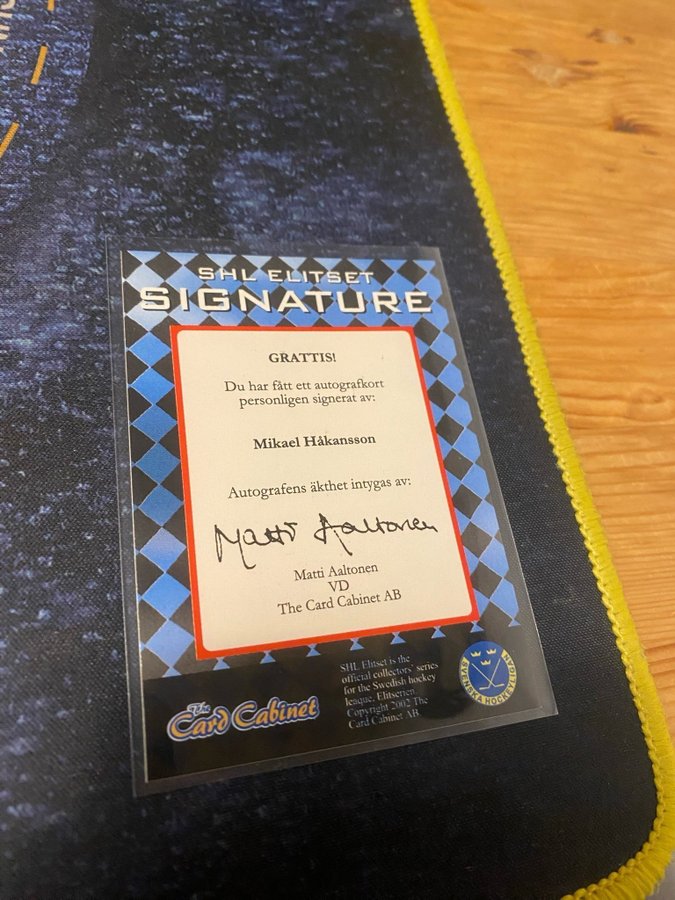 SHL ELITSET
SIGNATURE
GRATTIS!
Du har fått ett autografkort
personligen signerat av:
Mikael Håkansson
Autografens äkthet intygas av:
Matti Aaltonen
Matti Aaltonen
VD
The Card Cabinet AB
The
Card Cabinet
SHL Elitset is the
official collectors' series
for the Swedish hockey
league, Elitserien.
Copyright 2002 The
Card Cabinet AB
SVENSKA HOCKEYLIGAN